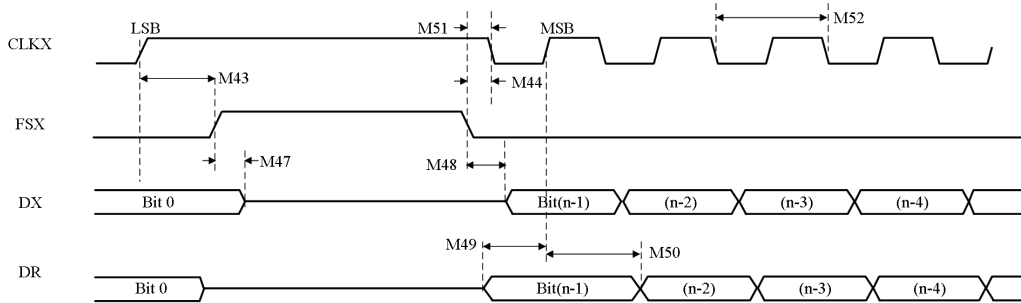 LSB M51 MSB M52
CLKX
M43 M44
FSX
M47 M48
DX Bit 0 Bit(n-1) (n-2) (n-3) (n-4)
M49 M50
DR Bit 0 Bit(n-1) (n-2) (n-3) (n-4)